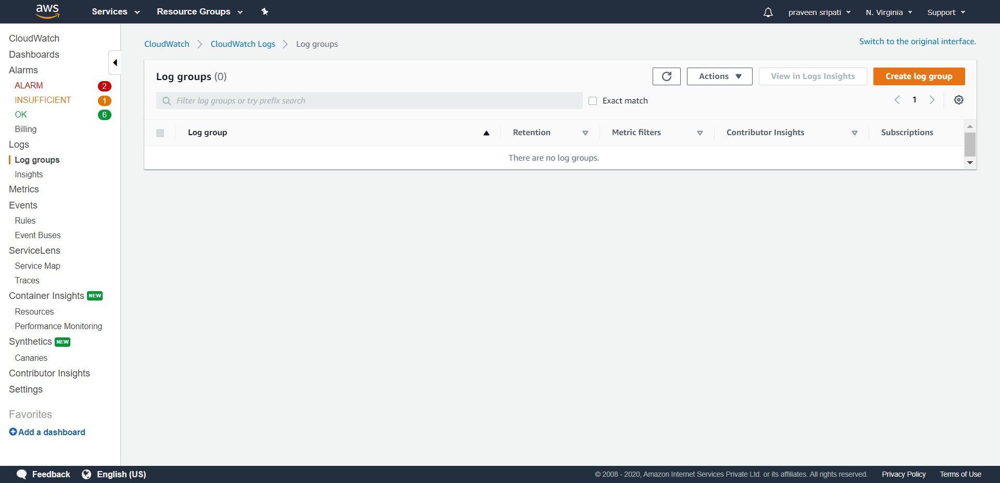 aws Services Resource Groups praveen sripati N. Virginia Support
CloudWatch
Dashboards
Alarms
ALARM 2
INSUFFICIENT 1
OK 6
Billing
Logs
Log groups
Insights
Metrics
Events
Rules
Event Buses
ServiceLens
Service Map
Traces
Container Insights NEW
Resources
Performance Monitoring
Synthetics NEW
Canaries
Contributor Insights
Settings
Favorites
Add a dashboard
CloudWatch CloudWatch Logs Log groups
Switch to the original interface.
Log groups (0) Actions View in Logs Insights Create log group
Filter log groups or try prefix search Exact match 1
Log group Retention Metric filters Contributor Insights Subscriptions
There are no log groups.
Feedback English (US) © 2008 - 2020, Amazon Internet Services Private Ltd. or its affiliates. All rights reserved. Privacy Policy Terms of Use